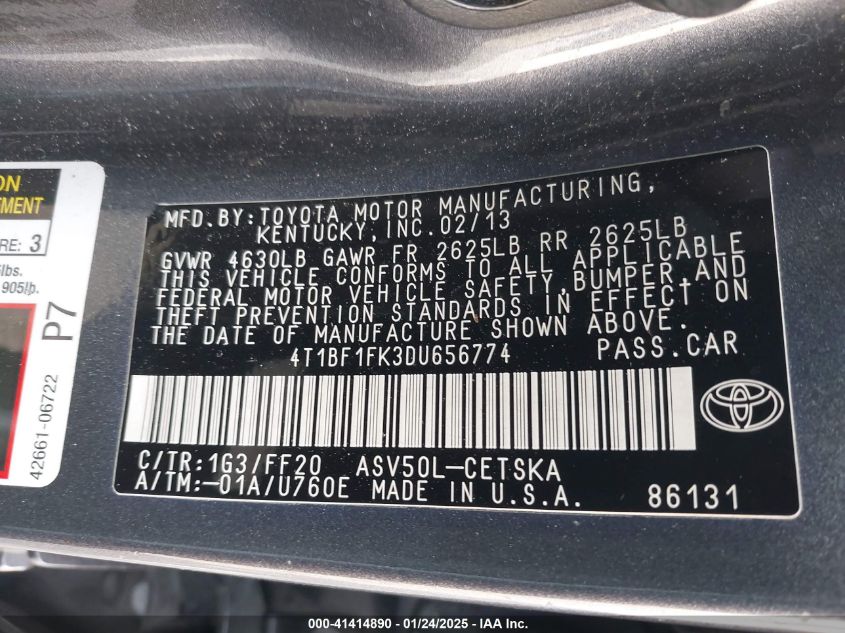 ON
TMENT
RE: 3
lbs.
905lb.
P7
42661-06722
MFD.BY:TOYOTA MOTOR MANUFACTURING,
KENTUCKY,INC.02/13
GVWR 4630LB GAWR FR 2625LB RR 2625LB
THIS VEHICLE CONFORMS TO ALL APPLICABLE
FEDERAL MOTOR VEHICLE SAFETY,BUMPER,AND
THEFT PREVENTION STANDARDS IN EFFECT ON
THE DATE OF MANUFACTURE SHOWN ABOVE.
4T1BF1FK3DU656774 PASS.CAR
C/TR:1G3/FF20 ASV50L-CETSKA
A/TM:-01A/U760E MADE IN U.S.A. 86131
000-41414890 - 01/24/2025 - IAAI.com